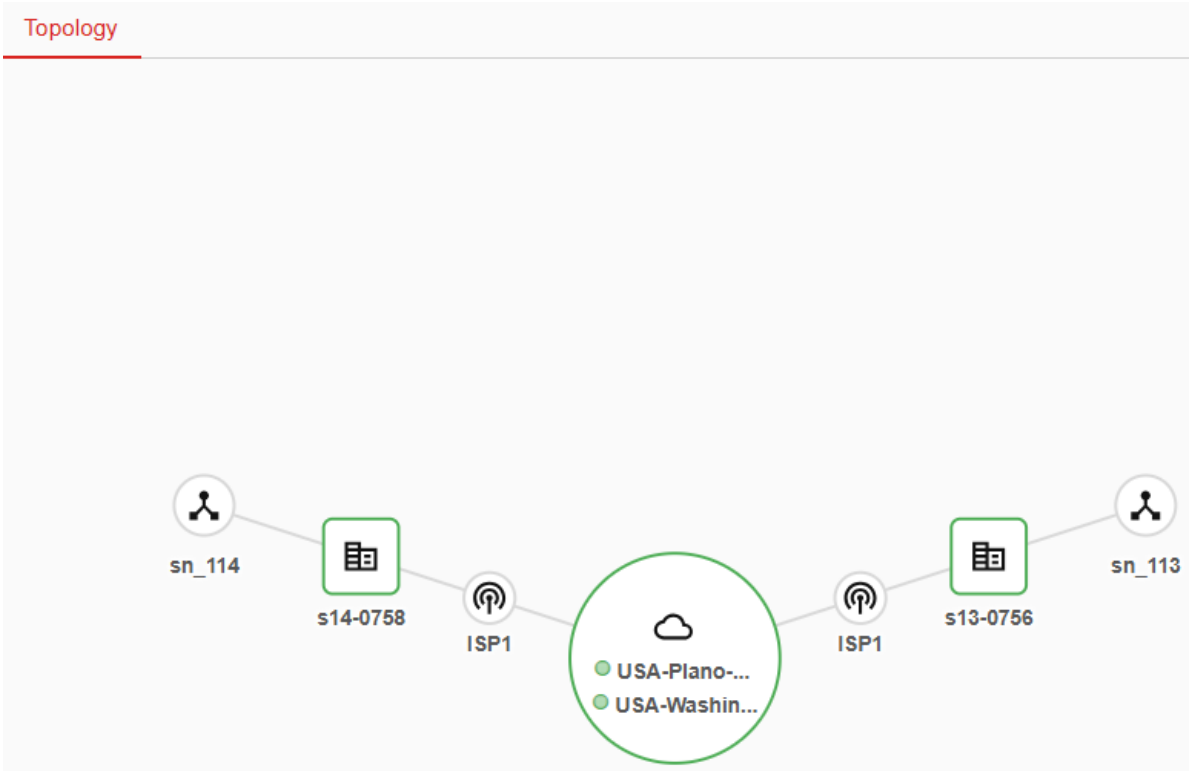 Topology
sn_114
sn_113
s14-0758
s13-0756
ISP1
ISP1
USA-Plano-...
USA-Washin...